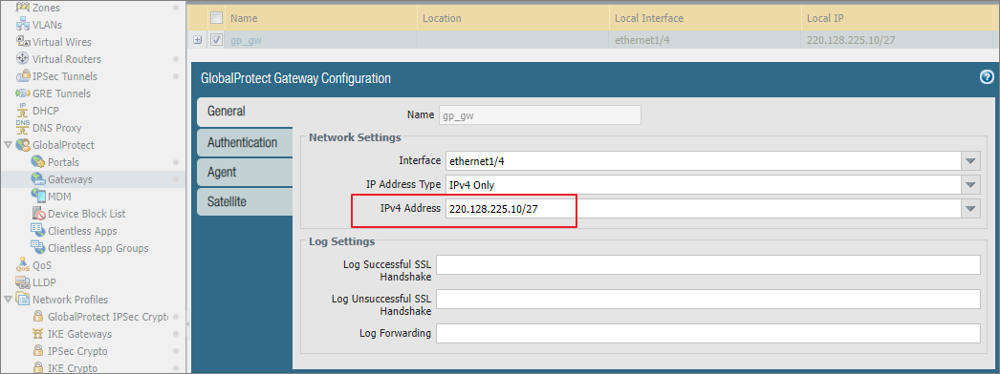 Zones
VLANs
Virtual Wires
Virtual Routers
IPSec Tunnels
GRE Tunnels
DHCP
DNS Proxy
GlobalProtect
Portals
Gateways
MDM
Device Block List
Clientless Apps
Clientless App Groups
QoS
LLDP
Network Profiles
GlobalProtect IPSec Crypto
IKE Gateways
IPSec Crypto
IKE Crypto
Name Location Local Interface Local IP
gp_gw ethernet1/4 220.128.225.10/27
GlobalProtect Gateway Configuration
General
Authentication
Agent
Satellite
Name gp_gw
Network Settings
Interface ethernet1/4
IP Address Type IPv4 Only
IPv4 Address 220.128.225.10/27
Log Settings
Log Successful SSL
Handshake
Log Unsuccessful SSL
Handshake
Log Forwarding